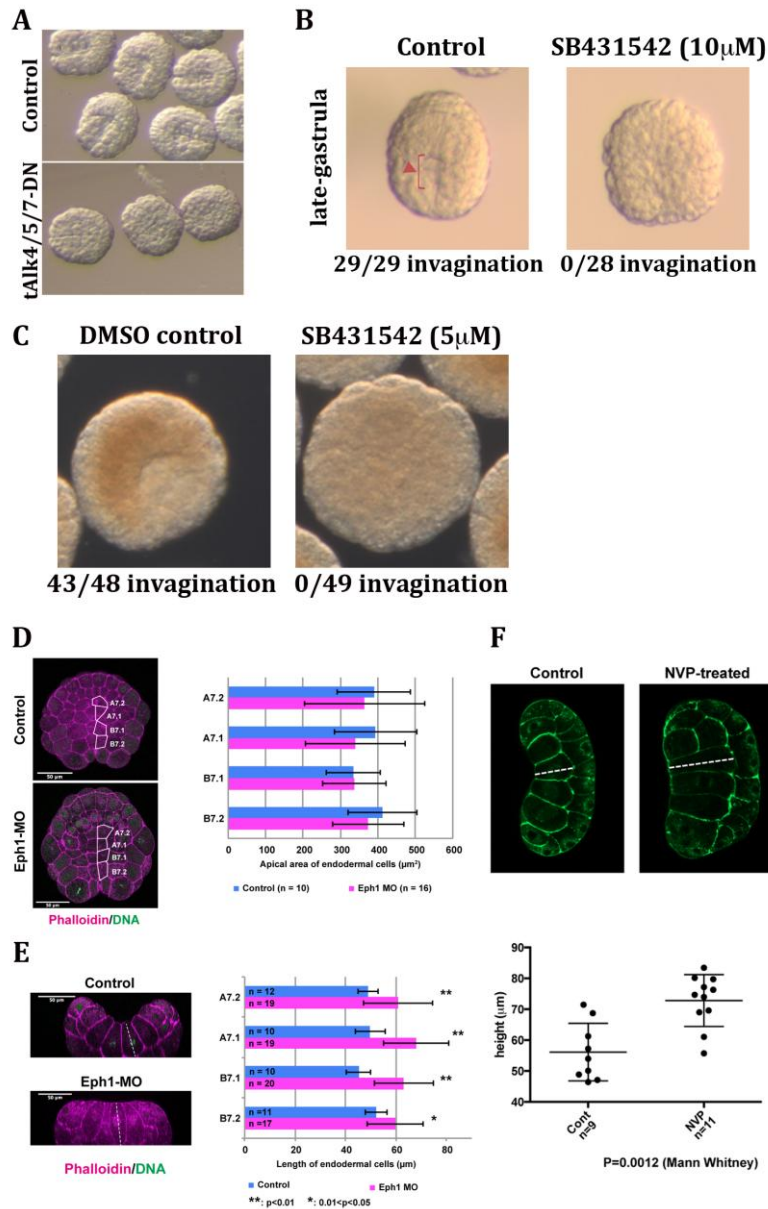 A
Control
tAlk4/5/7-DN
B
Control
SB431542 (10μM)
late-gastrula
29/29 invagination
0/28 invagination
C
DMSO control
SB431542 (5μM)
43/48 invagination
0/49 invagination
D
Control
A7.2
A7.1
B7.1
B7.2
50 μm
Eph1-MO
A7.2
A7.1
B7.1
B7.2
50 μm
Phalloidin/DNA
A7.2
A7.1
B7.1
B7.2
0 100 200 300 400 500 600
Apical area of endodermal cells (μm²)
Control (n = 10) Eph1 MO (n = 16)
F
Control
NVP-treated
E
Control
50 μm
Eph1-MO
50 μm
Phalloidin/DNA
A7.2 n = 12 **
n = 19
A7.1 n = 10 **
n = 19
B7.1 n = 10 **
n = 20
B7.2 n =11 *
n =17
0 20 40 60 80
Length of endodermal cells (μm)
Control Eph1 MO
**: p<0.01 *: 0.01<p<0.05
90
80
70
60
50
40
height (μm)
Cont
n=9
NVP
n=11
P=0.0012 (Mann Whitney)